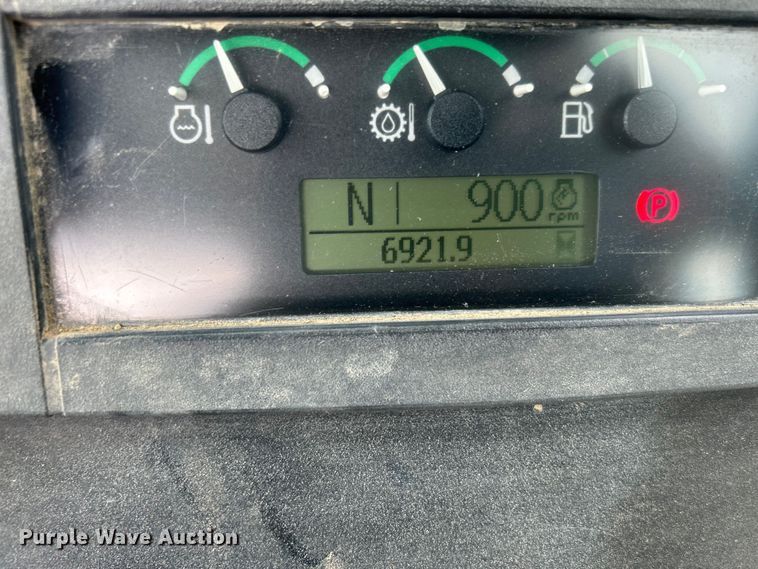 N 900 rpm
P
6921.9
Purple Wave Auction